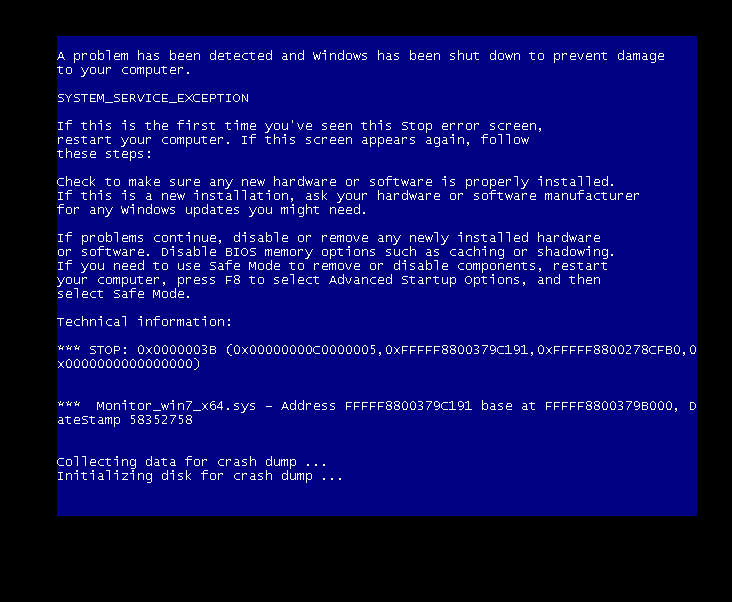 A problem has been detected and Windows has been shut down to prevent damage
to your computer.
SYSTEM_SERVICE_EXCEPTION
If this is the first time you've seen this Stop error screen,
restart your computer. If this screen appears again, follow
these steps:
Check to make sure any new hardware or software is properly installed.
If this is a new installation, ask your hardware or software manufacturer
for any Windows updates you might need.
If problems continue, disable or remove any newly installed hardware
or software. Disable BIOS memory options such as caching or shadowing.
If you need to use Safe Mode to remove or disable components, restart
your computer, press F8 to select Advanced Startup Options, and then
select Safe Mode.
Technical information:
*** STOP: 0x0000003B (0x00000000C0000005,0xFFFFF8800379C191,0xFFFFF8800278CFB0,0
x0000000000000000)
***  Monitor_win7_x64.sys - Address FFFFF8800379C191 base at FFFFF8800379B000, D
ateStamp 58352758
Collecting data for crash dump ...
Initializing disk for crash dump ...